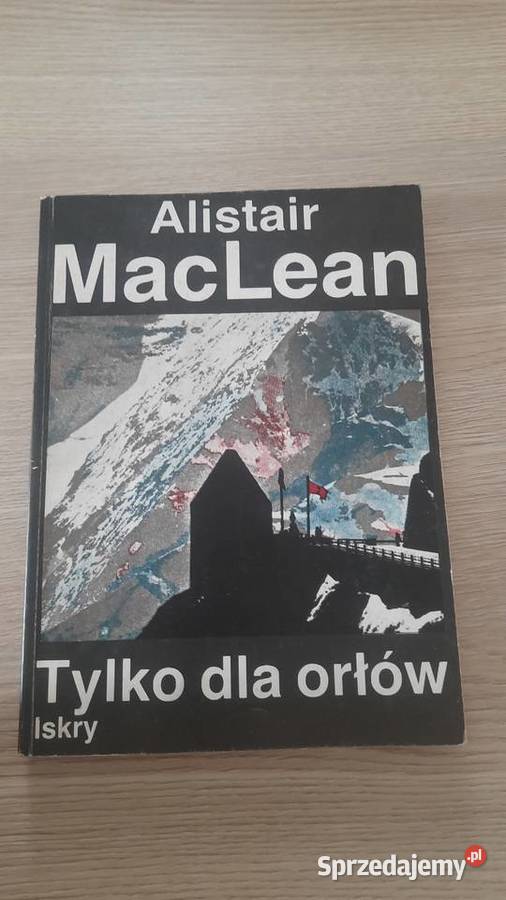 Alistair
MacLean
Tylko dla orłów
Iskry
Sprzedajemy.pl